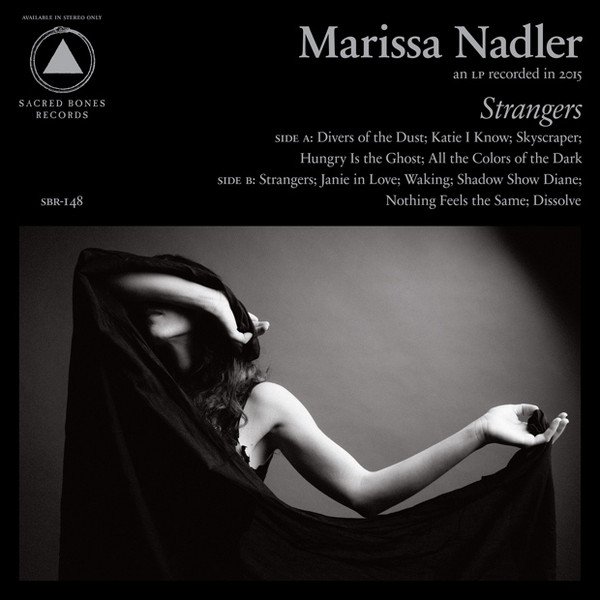 AVAILABLE IN STEREO ONLY
SACRED BONES
RECORDS
SBR-148
Marissa Nadler
an LP recorded in 2015
Strangers
SIDE A: Divers of the Dust; Katie I Know; Skyscraper;
Hungry Is the Ghost; All the Colors of the Dark
SIDE B: Strangers; Janie in Love; Waking; Shadow Show Diane;
Nothing Feels the Same; Dissolve